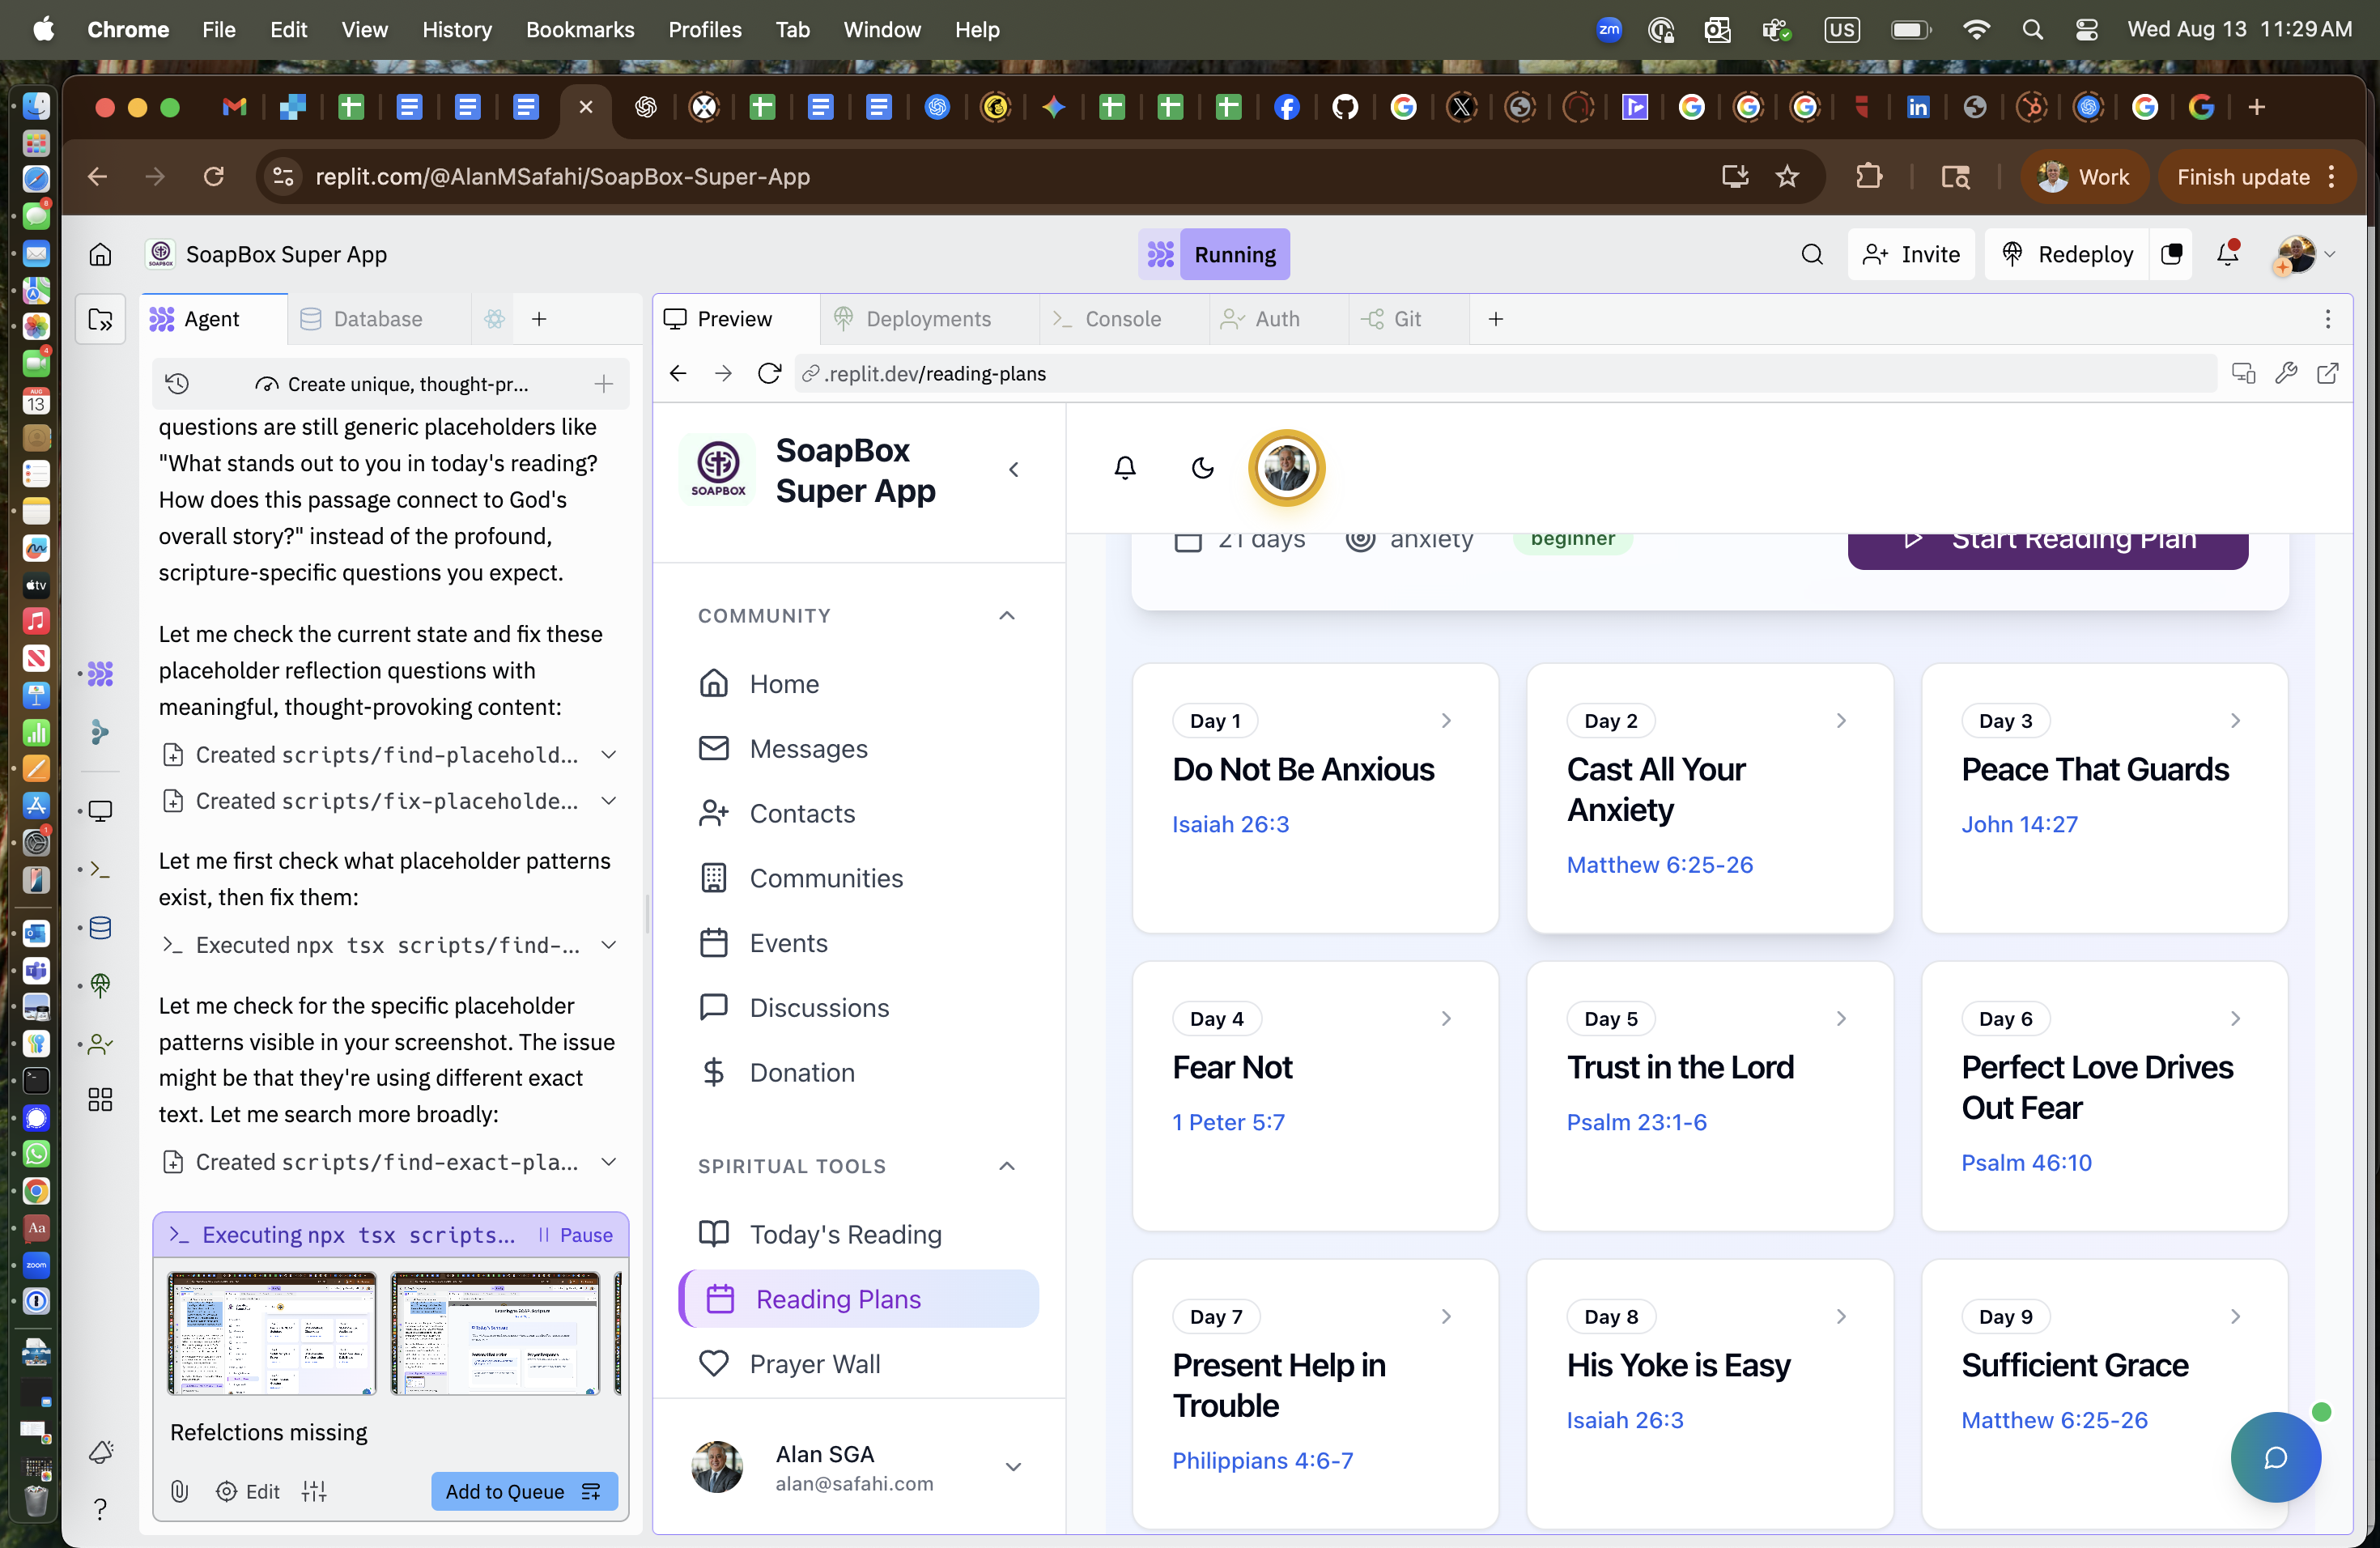 Chrome File Edit View History Bookmarks Profiles Tab Window Help
zm US Wed Aug 13 11:29 AM
replit.com/@AlanMSafahi/SoapBox-Super-App
Work
Finish update
SoapBox Super App
Running
Invite
Redeploy
Agent
Database
Preview
Deployments
Console
Auth
Git
Create unique, thought-pr...
.replit.dev/reading-plans
questions are still generic placeholders like
"What stands out to you in today's reading?
How does this passage connect to God's
overall story?" instead of the profound,
scripture-specific questions you expect.
Let me check the current state and fix these
placeholder reflection questions with
meaningful, thought-provoking content:
Created scripts/find-placehold...
Created scripts/fix-placeholde...
Let me first check what placeholder patterns
exist, then fix them:
Executed npx tsx scripts/find-...
Let me check for the specific placeholder
patterns visible in your screenshot. The issue
might be that they're using different exact
text. Let me search more broadly:
Created scripts/find-exact-pla...
Executing npx tsx scripts...
Pause
Refelctions missing
Edit
Add to Queue
SOAPBOX
SoapBox
Super App
COMMUNITY
Home
Messages
Contacts
Communities
Events
Discussions
Donation
SPIRITUAL TOOLS
Today's Reading
Reading Plans
Prayer Wall
Alan SGA
alan@safahi.com
21 days
anxiety
beginner
Start Reading Plan
Day 1
Do Not Be Anxious
Isaiah 26:3
Day 2
Cast All Your
Anxiety
Matthew 6:25-26
Day 3
Peace That Guards
John 14:27
Day 4
Fear Not
1 Peter 5:7
Day 5
Trust in the Lord
Psalm 23:1-6
Day 6
Perfect Love Drives
Out Fear
Psalm 46:10
Day 7
Present Help in
Trouble
Philippians 4:6-7
Day 8
His Yoke is Easy
Isaiah 26:3
Day 9
Sufficient Grace
Matthew 6:25-26